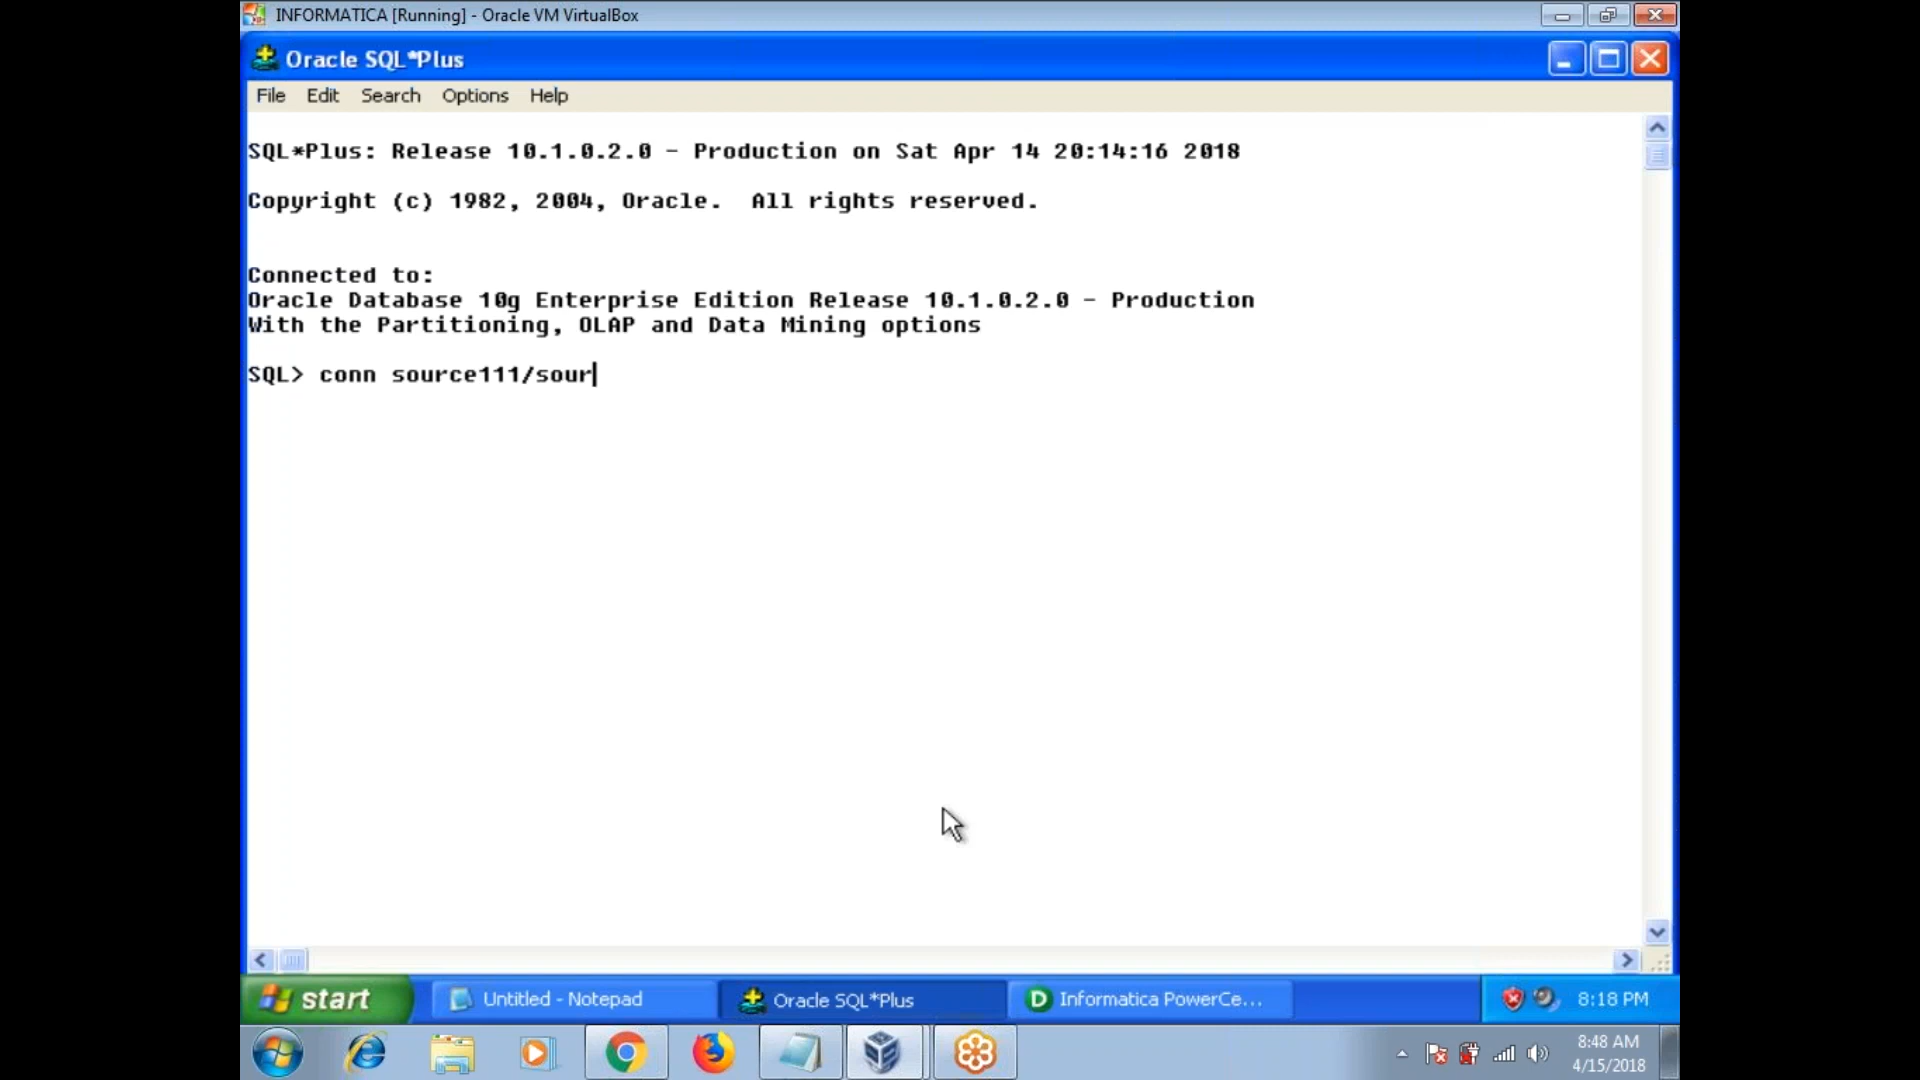 INFORMATICA [Running] - Oracle VM VirtualBox
Oracle SQL*Plus
File Edit Search Options Help
SQL*Plus: Release 10.1.0.2.0 - Production on Sat Apr 14 20:14:16 2018
Copyright (c) 1982, 2004, Oracle.  All rights reserved.
Connected to:
Oracle Database 10g Enterprise Edition Release 10.1.0.2.0 - Production
With the Partitioning, OLAP and Data Mining options
SQL> conn source111/sour
start Untitled - Notepad Oracle SQL*Plus Informatica PowerCe... 8:18 PM
8:48 AM
4/15/2018